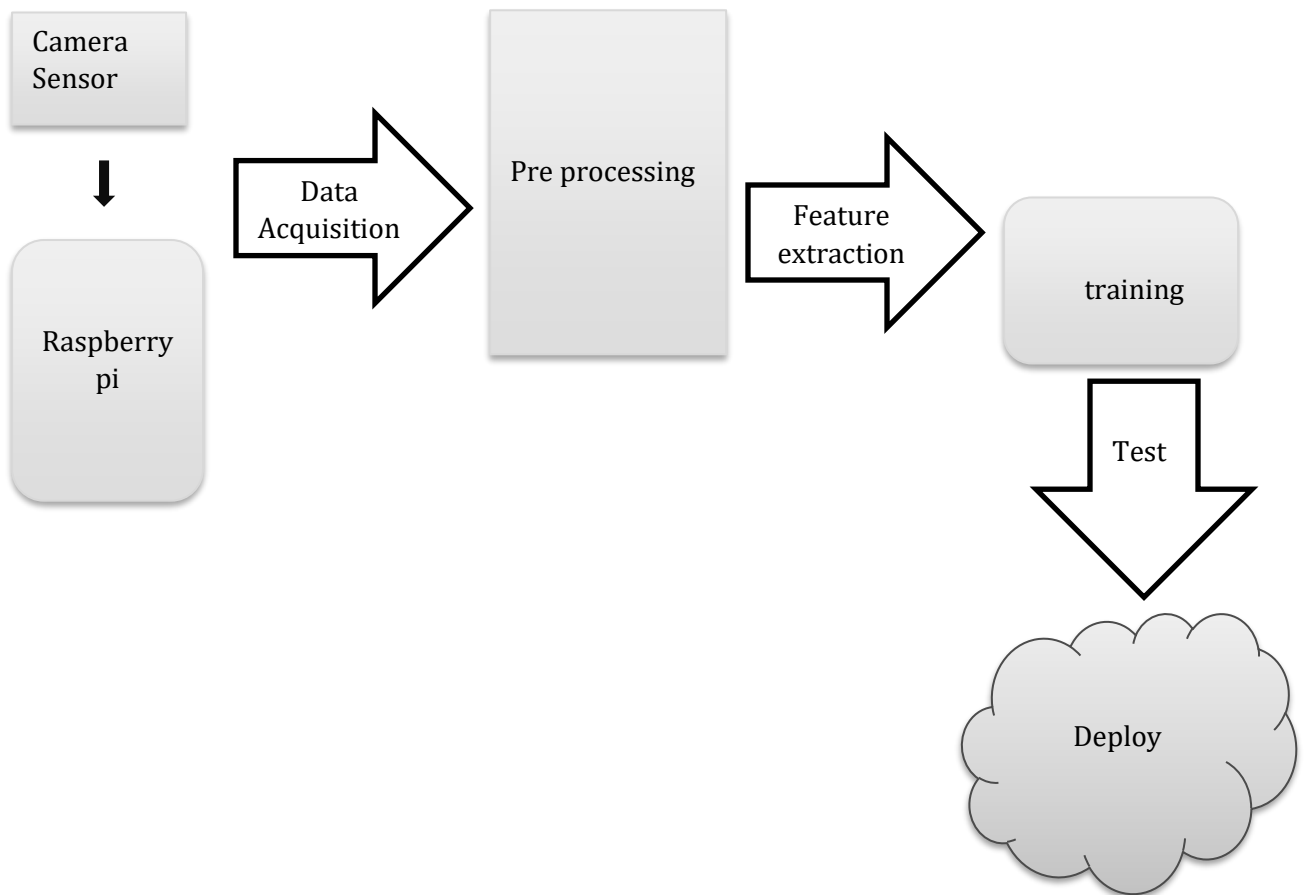 Camera
Sensor
Raspberry
pi
Data
Acquisition
Pre processing
Feature
extraction
training
Test
Deploy